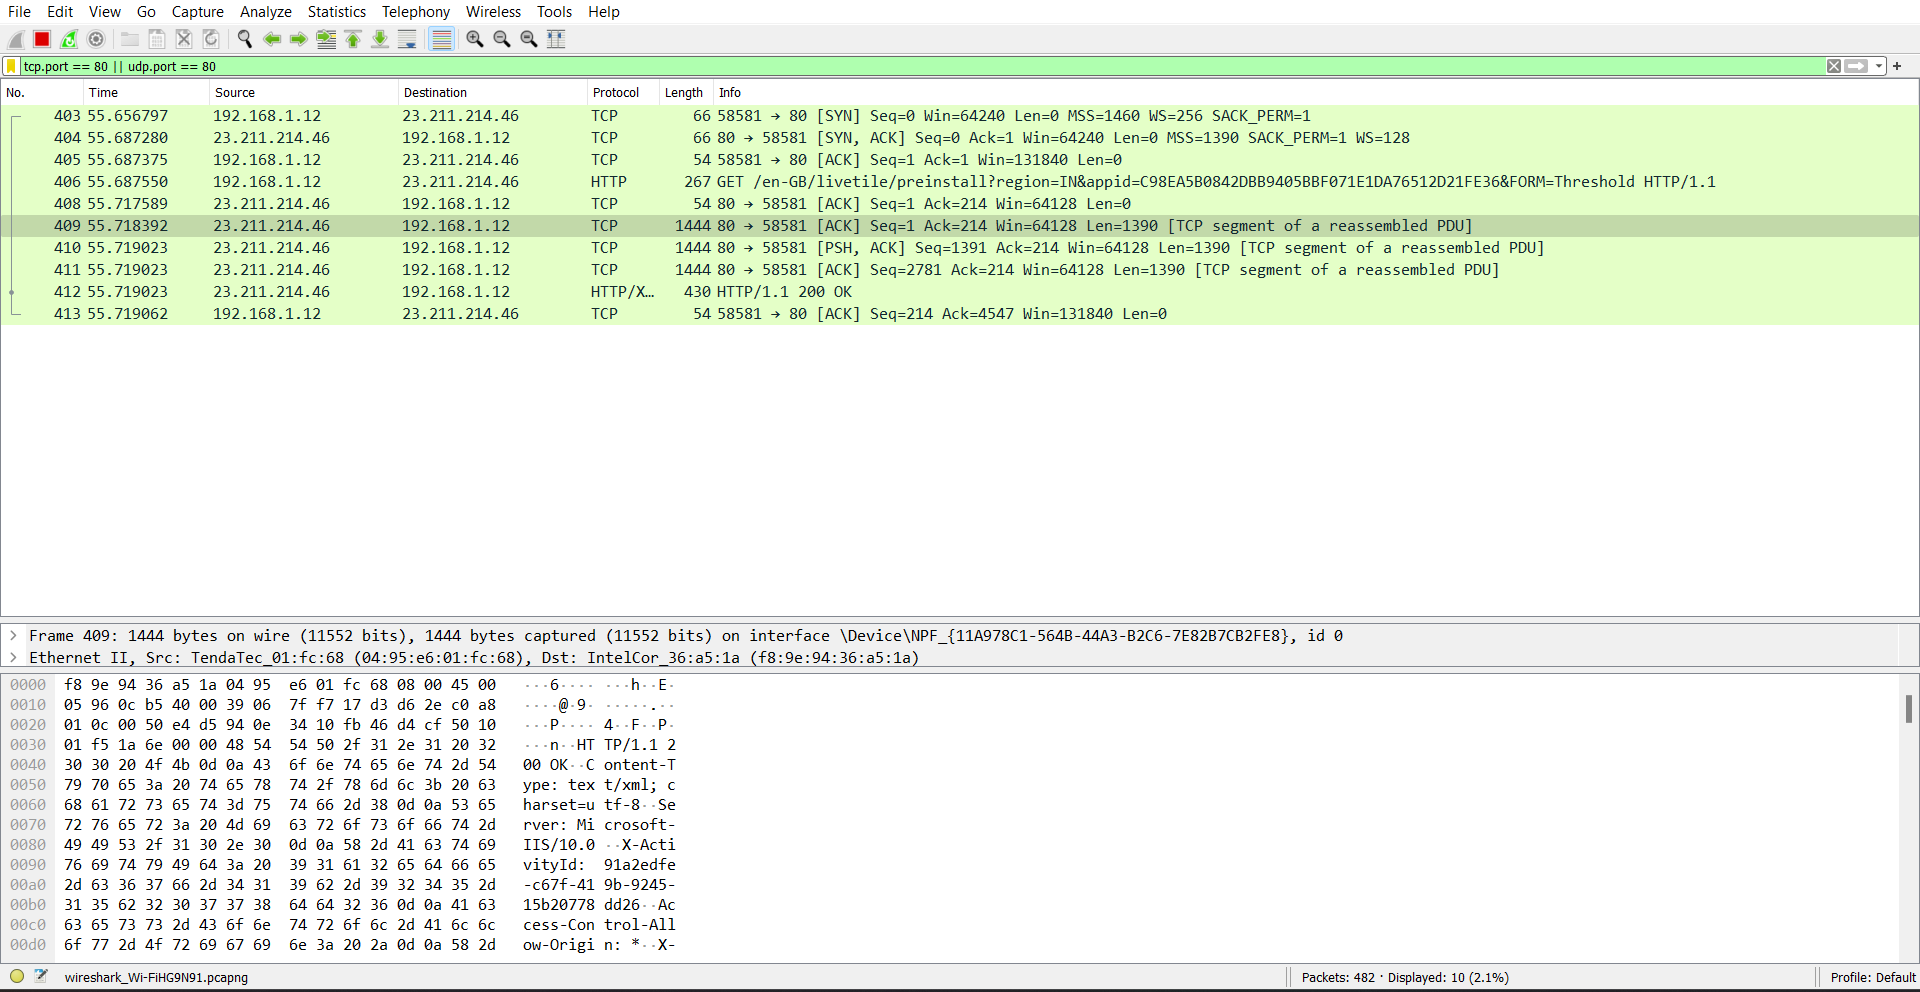 File Edit View Go Capture Analyze Statistics Telephony Wireless Tools Help
tcp.port == 80 || udp.port == 80
No. Time Source Destination Protocol Length Info
403 55.656797 192.168.1.12 23.211.214.46 TCP 66 58581 → 80 [SYN] Seq=0 Win=64240 Len=0 MSS=1460 WS=256 SACK_PERM=1
404 55.687280 23.211.214.46 192.168.1.12 TCP 66 80 → 58581 [SYN, ACK] Seq=0 Ack=1 Win=64240 Len=0 MSS=1390 SACK_PERM=1 WS=128
405 55.687375 192.168.1.12 23.211.214.46 TCP 54 58581 → 80 [ACK] Seq=1 Ack=1 Win=131840 Len=0
406 55.687550 192.168.1.12 23.211.214.46 HTTP 267 GET /en-GB/livetile/preinstall?region=IN&appid=C98EA5B0842DBB9405BBF071E1DA76512D21FE36&FORM=Threshold HTTP/1.1
408 55.717589 23.211.214.46 192.168.1.12 TCP 54 80 → 58581 [ACK] Seq=1 Ack=214 Win=64128 Len=0
409 55.718392 23.211.214.46 192.168.1.12 TCP 1444 80 → 58581 [ACK] Seq=1 Ack=214 Win=64128 Len=1390 [TCP segment of a reassembled PDU]
410 55.719023 23.211.214.46 192.168.1.12 TCP 1444 80 → 58581 [PSH, ACK] Seq=1391 Ack=214 Win=64128 Len=1390 [TCP segment of a reassembled PDU]
411 55.719023 23.211.214.46 192.168.1.12 TCP 1444 80 → 58581 [ACK] Seq=2781 Ack=214 Win=64128 Len=1390 [TCP segment of a reassembled PDU]
412 55.719023 23.211.214.46 192.168.1.12 HTTP/X… 430 HTTP/1.1 200 OK
413 55.719062 192.168.1.12 23.211.214.46 TCP 54 58581 → 80 [ACK] Seq=214 Ack=4547 Win=131840 Len=0
Frame 409: 1444 bytes on wire (11552 bits), 1444 bytes captured (11552 bits) on interface \Device\NPF_{11A978C1-564B-44A3-B2C6-7E82B7CB2FE8}, id 0
Ethernet II, Src: TendaTec_01:fc:68 (04:95:e6:01:fc:68), Dst: IntelCor_36:a5:1a (f8:9e:94:36:a5:1a)
0000 f8 9e 94 36 a5 1a 04 95 e6 01 fc 68 08 00 45 00 ···6···· ···h··E·
0010 05 96 0c b5 40 00 39 06 7f f7 17 d3 d6 2e c0 a8 ····@·9· ·····.··
0020 01 0c 00 50 e4 d5 94 0e 34 10 fb 46 d4 cf 50 10 ···P···· 4··F··P·
0030 01 f5 1a 6e 00 00 48 54 54 50 2f 31 2e 31 20 32 ···n··HT TP/1.1 2
0040 30 30 20 4f 4b 0d 0a 43 6f 6e 74 65 6e 74 2d 54 00 OK··C ontent-T
0050 79 70 65 3a 20 74 65 78 74 2f 78 6d 6c 3b 20 63 ype: tex t/xml; c
0060 68 61 72 73 65 74 3d 75 74 66 2d 38 0d 0a 53 65 harset=u tf-8··Se
0070 72 76 65 72 3a 20 4d 69 63 72 6f 73 6f 66 74 2d rver: Mi crosoft-
0080 49 49 53 2f 31 30 2e 30 0d 0a 58 2d 41 63 74 69 IIS/10.0 ··X-Acti
0090 76 69 74 79 49 64 3a 20 39 31 61 32 65 64 66 65 vityId: 91a2edfe
00a0 2d 63 36 37 66 2d 34 31 39 62 2d 39 32 34 35 2d -c67f-41 9b-9245-
00b0 31 35 62 32 30 37 37 38 64 64 32 36 0d 0a 41 63 15b20778 dd26··Ac
00c0 63 65 73 73 2d 43 6f 6e 74 72 6f 6c 2d 41 6c 6c cess-Con trol-All
00d0 6f 77 2d 4f 72 69 67 69 6e 3a 20 2a 0d 0a 58 2d ow-Origi n: *··X-
wireshark_Wi-FiHG9N91.pcapng Packets: 482 · Displayed: 10 (2.1%) Profile: Default